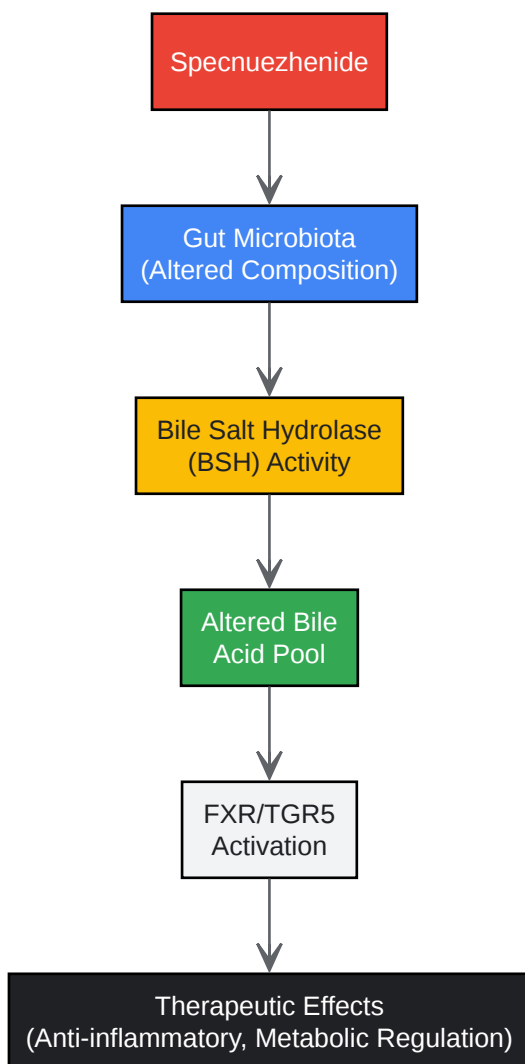 Specnuezhenide
Gut Microbiota
(Altered Composition)
Bile Salt Hydrolase
(BSH) Activity
Altered Bile
Acid Pool
FXR/TGR5
Activation
Therapeutic Effects
(Anti-inflammatory, Metabolic Regulation)